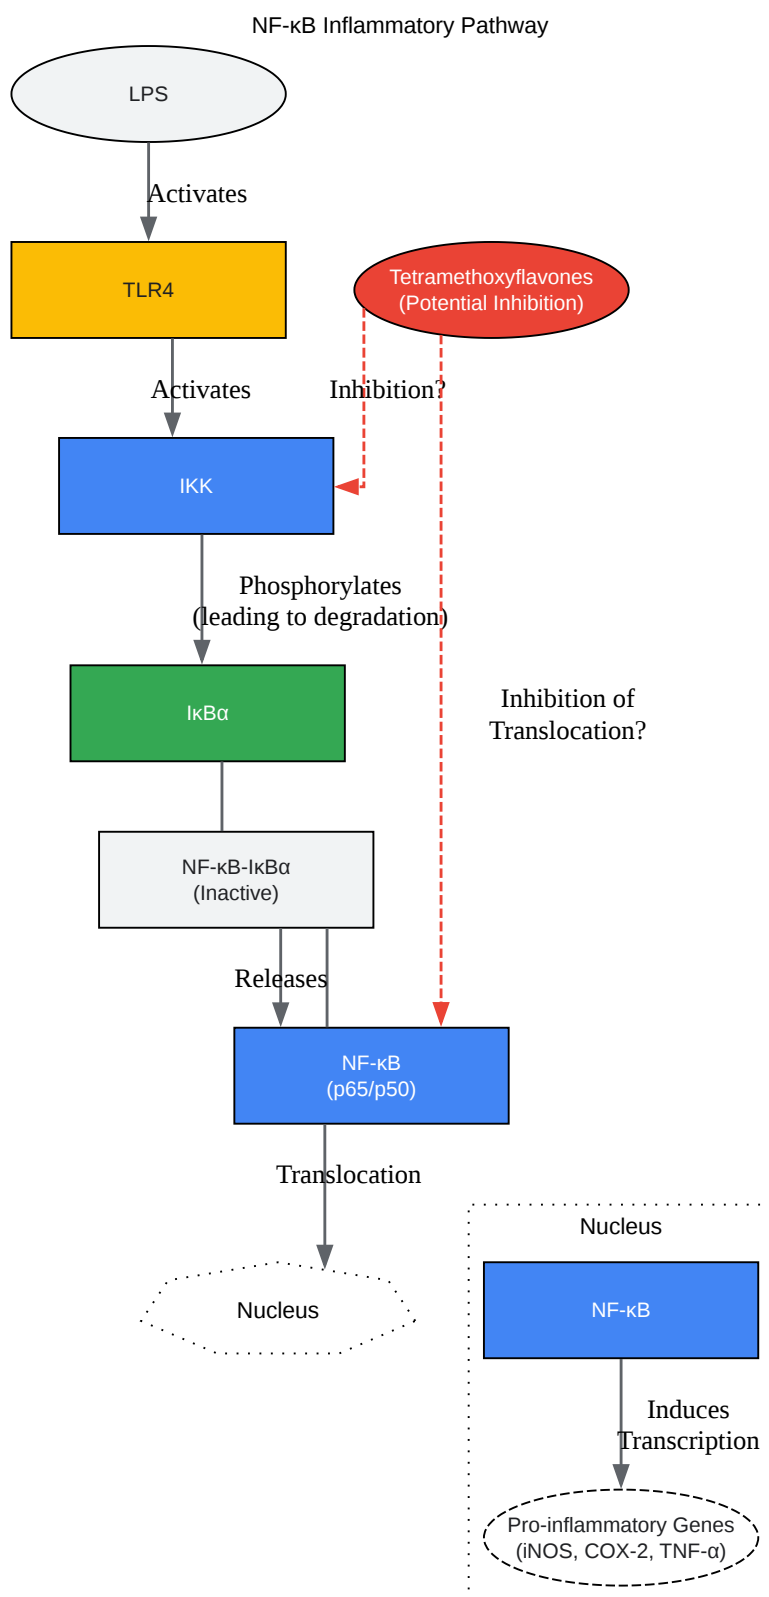 NF-κB Inflammatory Pathway
LPS
Activates
TLR4
Tetramethoxyflavones
(Potential Inhibition)
Activates
Inhibition?
IKK
Phosphorylates
(leading to degradation)
IκBα
Inhibition of
Translocation?
NF-κB-IκBα
(Inactive)
Releases
NF-κB
(p65/p50)
Translocation
Nucleus
Nucleus
NF-κB
Induces
Transcription
Pro-inflammatory Genes
(iNOS, COX-2, TNF-α)